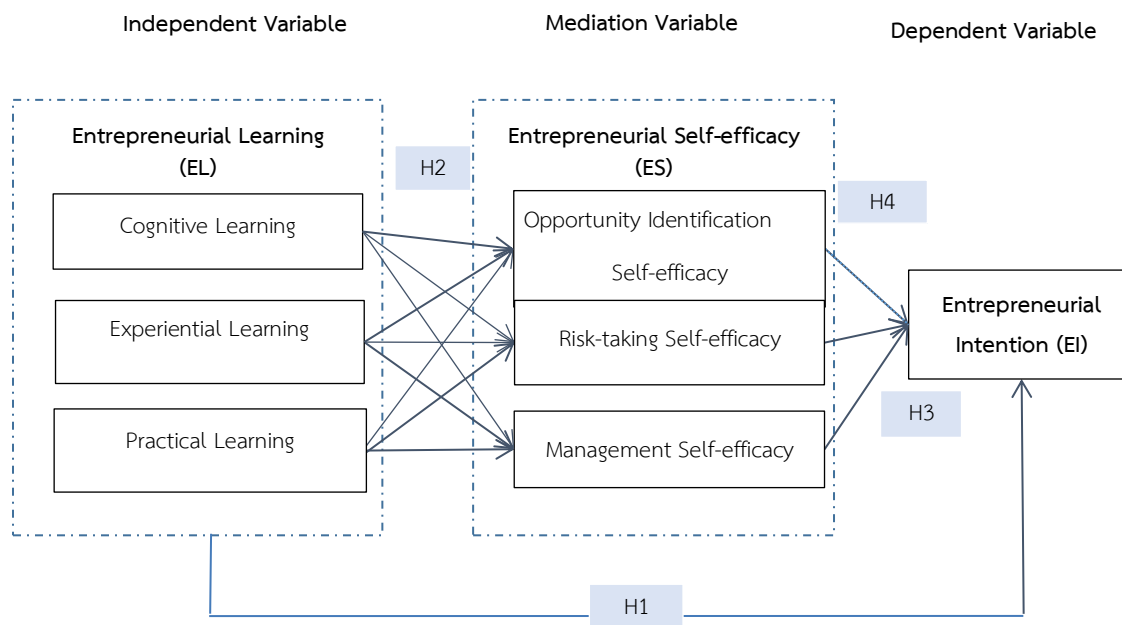 Independent Variable
Mediation Variable
Dependent Variable
Entrepreneurial Learning
(EL)
Cognitive Learning
Experiential Learning
Practical Learning
H2
Entrepreneurial Self-efficacy
(ES)
Opportunity Identification
Self-efficacy
Risk-taking Self-efficacy
Management Self-efficacy
H4
Entrepreneurial
Intention (EI)
H3
H1